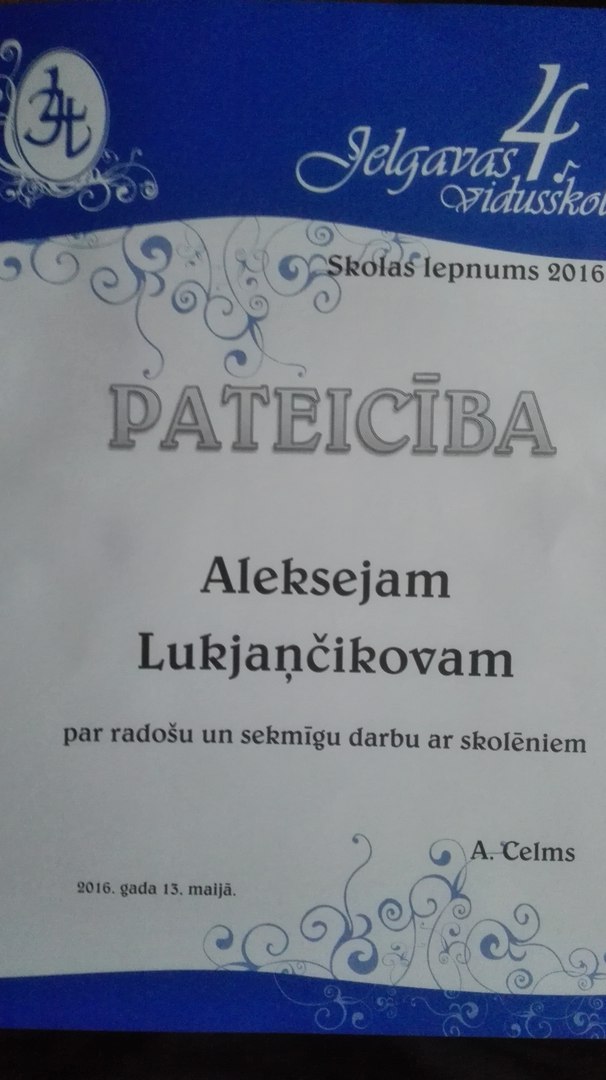 Jelgavas 4.
Vidusskol
Skolas lepnums 2016
PATEICĪBA
Aleksejam
Lukjaņčikovam
par radošu un sekmīgu darbu ar skolēniem
A. Celms
2016. gada 13. maijā.